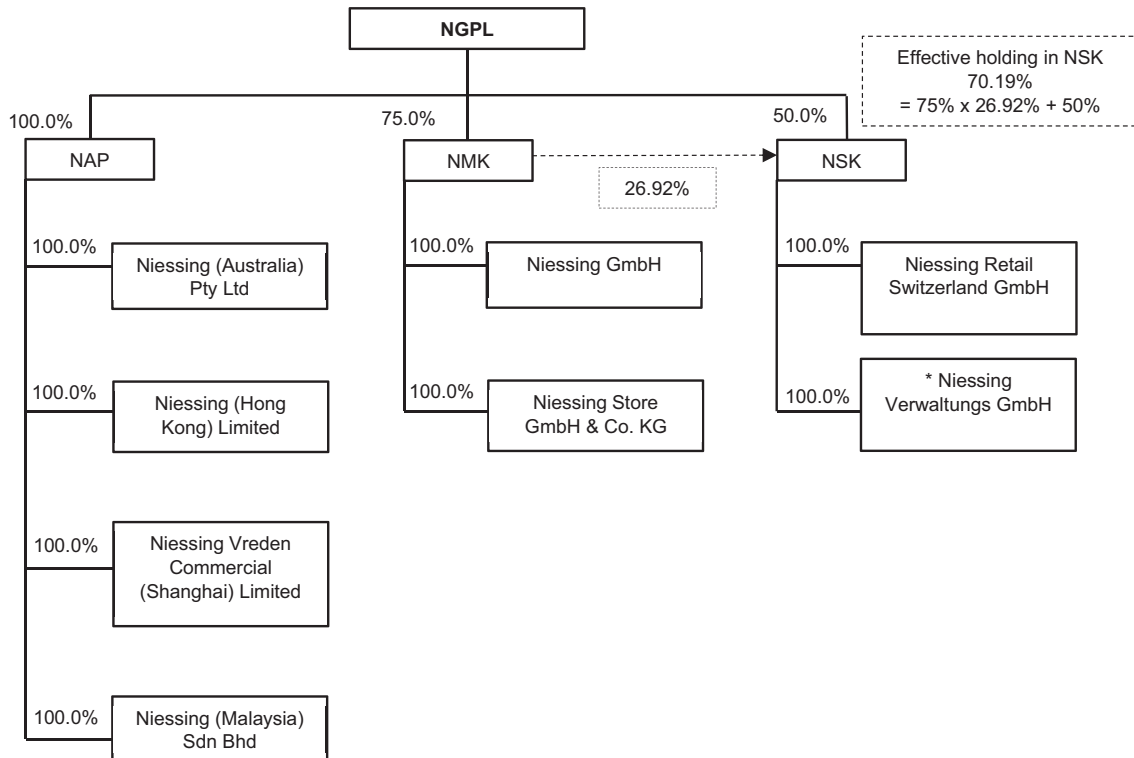 NGPL
Effective holding in NSK
70.19%
= 75% x 26.92% + 50%
100.0%
75.0%
50.0%
NAP
NMK
NSK
26.92%
100.0%
Niessing (Australia)
Pty Ltd
100.0%
Niessing GmbH
100.0%
Niessing Retail
Switzerland GmbH
100.0%
Niessing (Hong
Kong) Limited
100.0%
Niessing Store
GmbH & Co. KG
100.0%
* Niessing
Verwaltungs GmbH
100.0%
Niessing Vreden
Commercial
(Shanghai) Limited
100.0%
Niessing (Malaysia)
Sdn Bhd